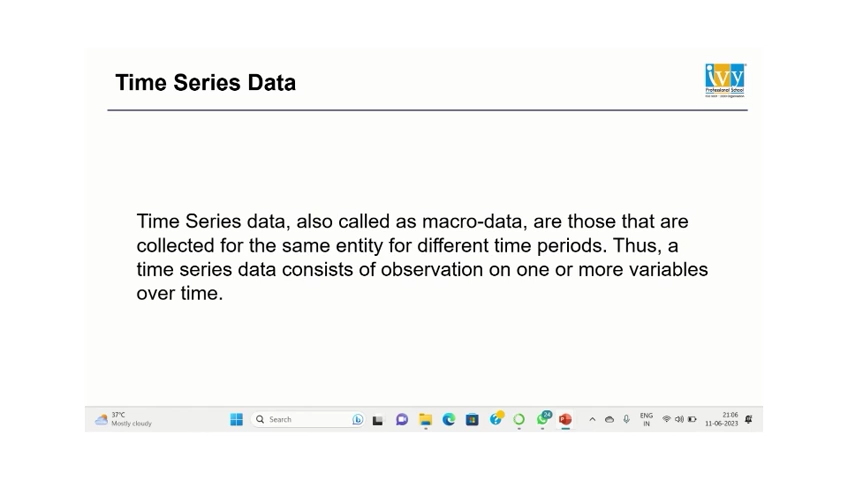 Time Series Data
ivy
Professional School
Time Series data, also called as macro-data, are those that are
collected for the same entity for different time periods. Thus, a
time series data consists of observation on one or more variables
over time.
37°C
Mostly cloudy
Search
24
ENG
IN
21:06
11-06-2023